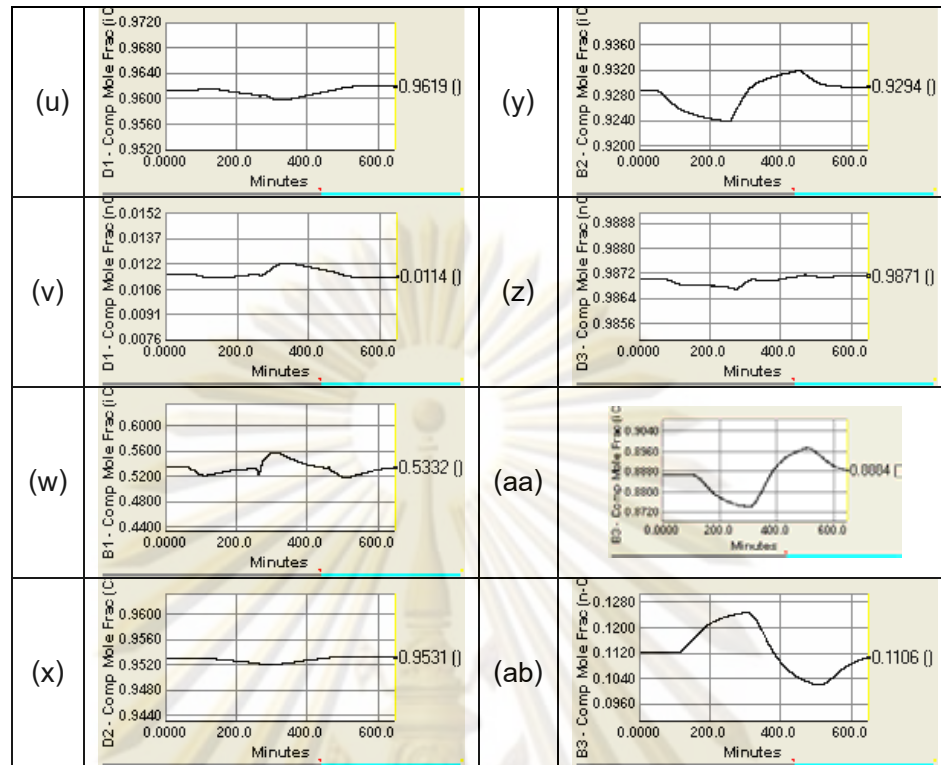 (u)
D1 - Comp Mole Frac (i C
0.9720
0.9680
0.9640
0.9600
0.9560
0.9520
0.0000 200.0 400.0 600.0
Minutes
0.9619 ()
(y)
B2 - Comp Mole Frac (i C
0.9360
0.9320
0.9280
0.9240
0.9200
0.0000 200.0 400.0 600.0
Minutes
0.9294 ()
(v)
D1 - Comp Mole Frac (n-C
0.0152
0.0137
0.0122
0.0106
0.0091
0.0076
0.0000 200.0 400.0 600.0
Minutes
0.0114 ()
(z)
D3 - Comp Mole Frac (n-C
0.9888
0.9880
0.9872
0.9864
0.9856
0.0000 200.0 400.0 600.0
Minutes
0.9871 ()
(w)
B1 - Comp Mole Frac (i C
0.6000
0.5600
0.5200
0.4800
0.4400
0.0000 200.0 400.0 600.0
Minutes
0.5332 ()
(aa)
B3 - Comp Mole Frac (i C
0.9040
0.8960
0.8880
0.8800
0.8720
0.0000 200.0 400.0 600.0
Minutes
0.8884
(x)
D2 - Comp Mole Frac (C
0.9600
0.9560
0.9520
0.9480
0.9440
0.0000 200.0 400.0 600.0
Minutes
0.9531 ()
(ab)
B3 - Comp Mole Frac (n-C
0.1280
0.1200
0.1120
0.1040
0.0960
0.0000 200.0 400.0 600.0
Minutes
0.1106 ()